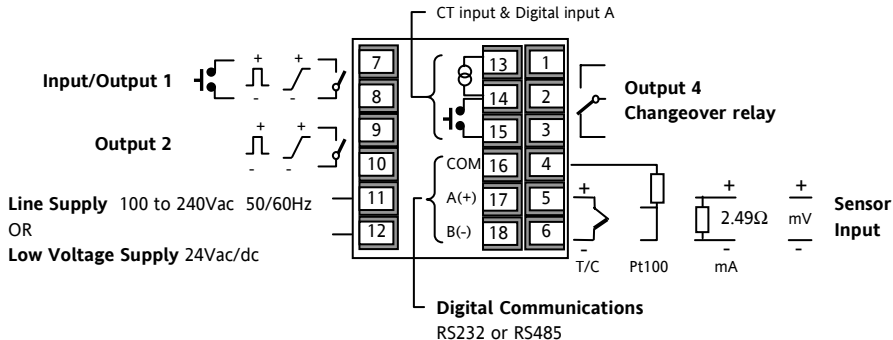 CT input & Digital input A
Input/Output 1
+ +
- -
7 13 1
8 14 2
Output 4
Changeover relay
Output 2
+ +
- -
9 15 3
10 COM 16 4
Line Supply 100 to 240Vac 50/60Hz
OR
Low Voltage Supply 24Vac/dc
11 A(+) 17 5
12 B(-) 18 6
+ + +
2.49Ω mV
- - -
T/C Pt100 mA
Sensor
Input
Digital Communications
RS232 or RS485